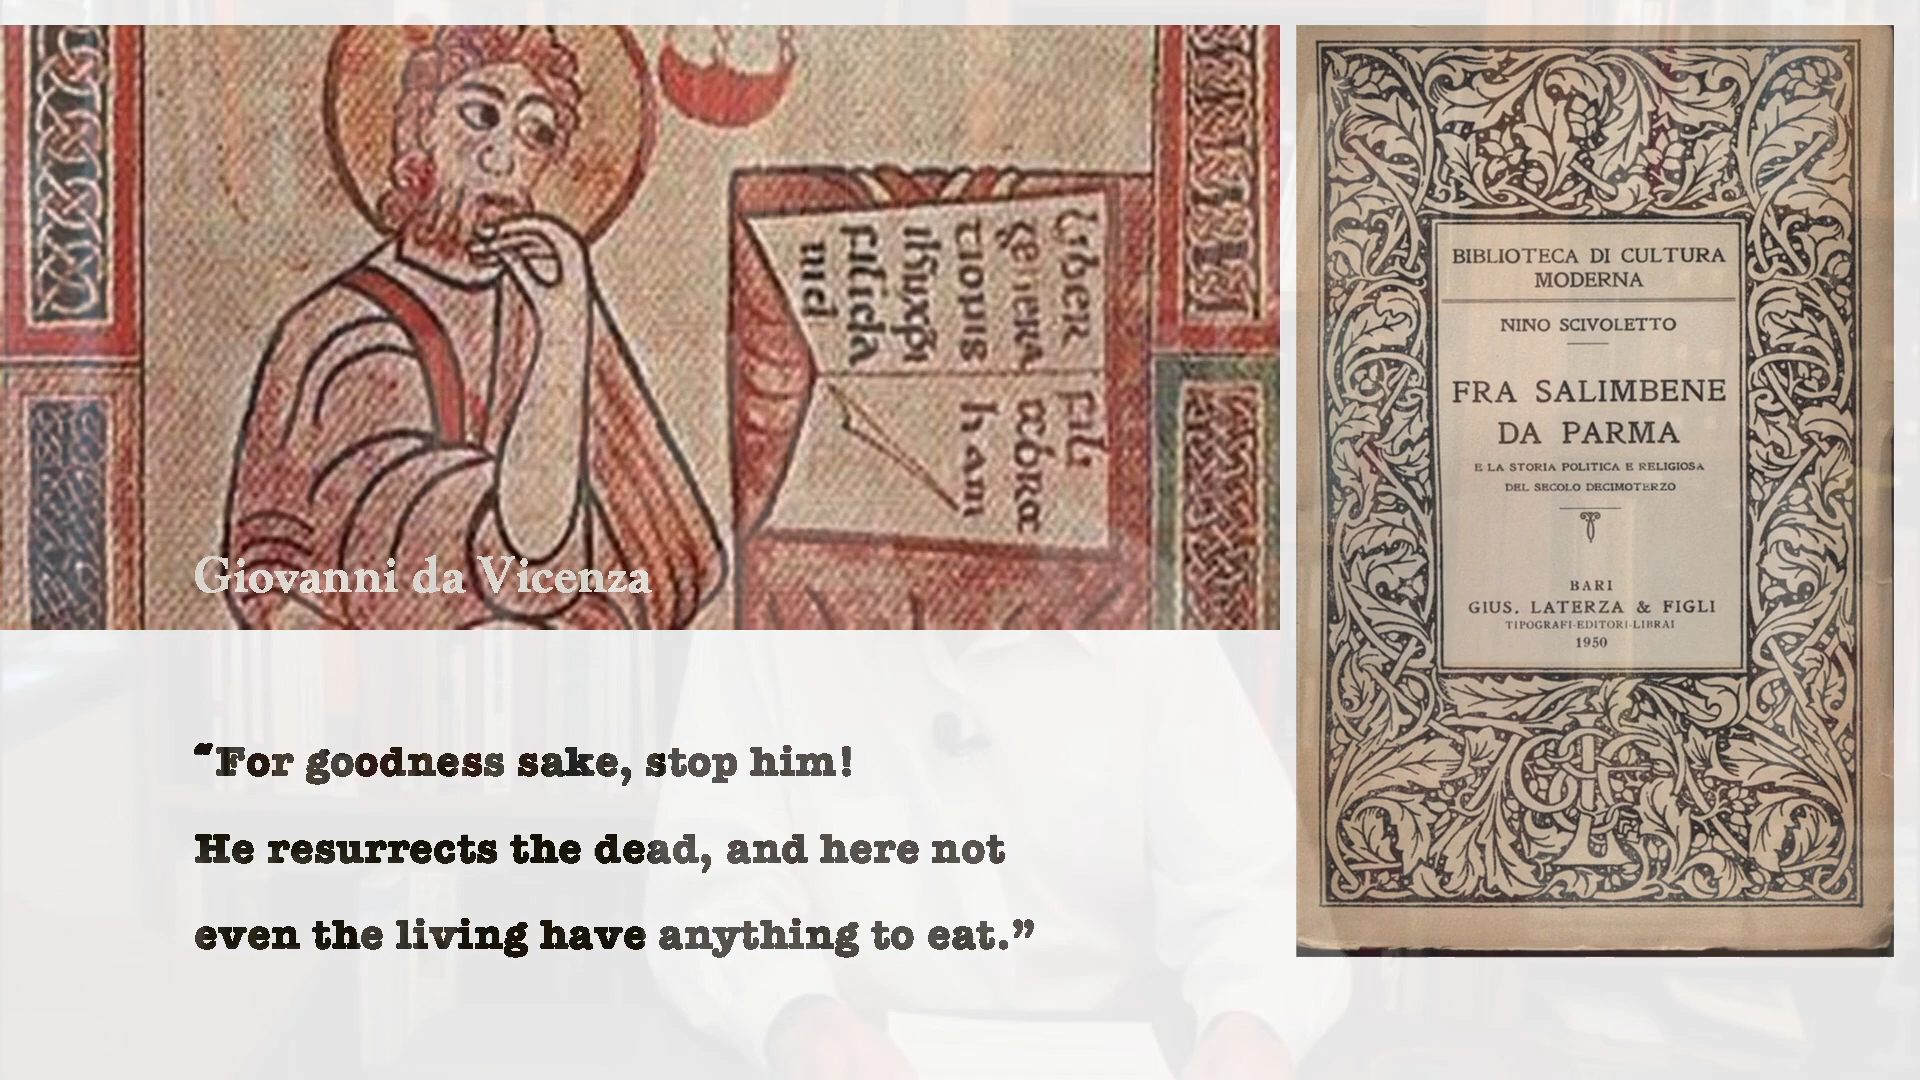 Giovanni da Vicenza
“For goodness sake, stop him!
He resurrects the dead, and here not
even the living have anything to eat.”
BIBLIOTECA DI CULTURA
MODERNA
NINO SCIVOLETTO
FRA SALIMBENE
DA PARMA
E LA STORIA POLITICA E RELIGIOSA
DEL SECOLO DECIMOTERZO
BARI
GIUS. LATERZA & FIGLI
TIPOGRAFI-EDITORI-LIBRAI
1950